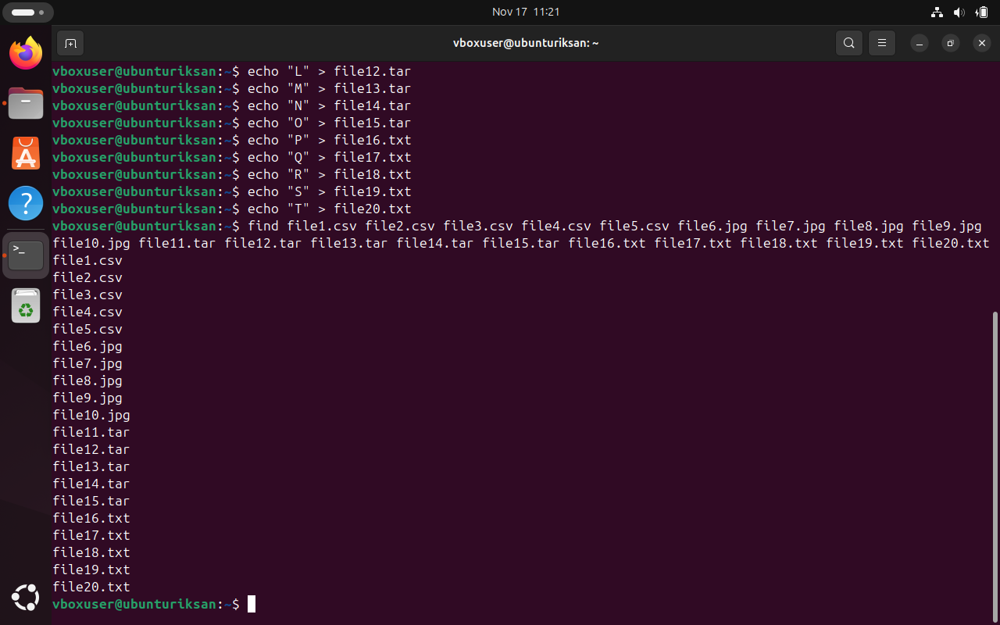 Nov 17 11:21
vboxuser@ubunturiksan: ~
vboxuser@ubunturiksan:~$ echo "L" > file12.tar
vboxuser@ubunturiksan:~$ echo "M" > file13.tar
vboxuser@ubunturiksan:~$ echo "N" > file14.tar
vboxuser@ubunturiksan:~$ echo "O" > file15.tar
vboxuser@ubunturiksan:~$ echo "P" > file16.txt
vboxuser@ubunturiksan:~$ echo "Q" > file17.txt
vboxuser@ubunturiksan:~$ echo "R" > file18.txt
vboxuser@ubunturiksan:~$ echo "S" > file19.txt
vboxuser@ubunturiksan:~$ echo "T" > file20.txt
vboxuser@ubunturiksan:~$ find file1.csv file2.csv file3.csv file4.csv file5.csv file6.jpg file7.jpg file8.jpg file9.jpg
file10.jpg file11.tar file12.tar file13.tar file14.tar file15.tar file16.txt file17.txt file18.txt file19.txt file20.txt
file1.csv
file2.csv
file3.csv
file4.csv
file5.csv
file6.jpg
file7.jpg
file8.jpg
file9.jpg
file10.jpg
file11.tar
file12.tar
file13.tar
file14.tar
file15.tar
file16.txt
file17.txt
file18.txt
file19.txt
file20.txt
vboxuser@ubunturiksan:~$